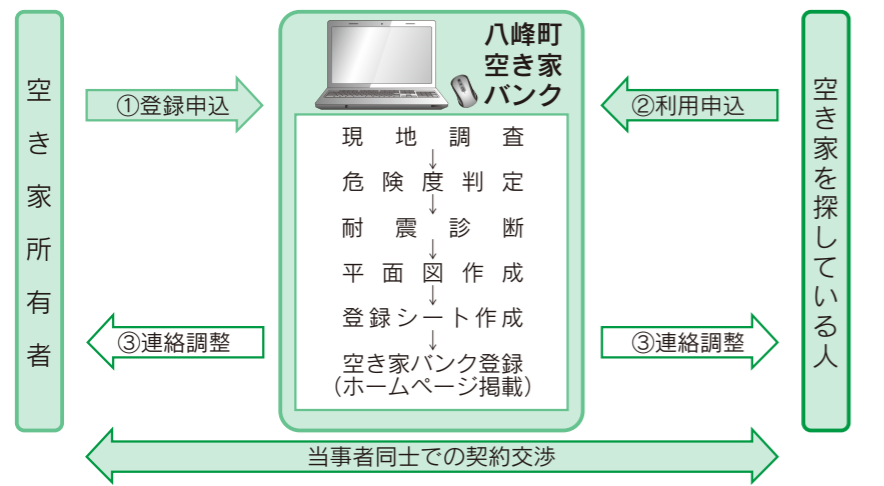 空き家所有者
①登録申込
③連絡調整
八峰町
空き家
バンク
現地調査
↓
危険度判定
↓
耐震診断
↓
平面図作成
↓
登録シート作成
↓
空き家バンク登録
（ホームページ掲載）
②利用申込
③連絡調整
空き家を探している人
当事者同士での契約交渉